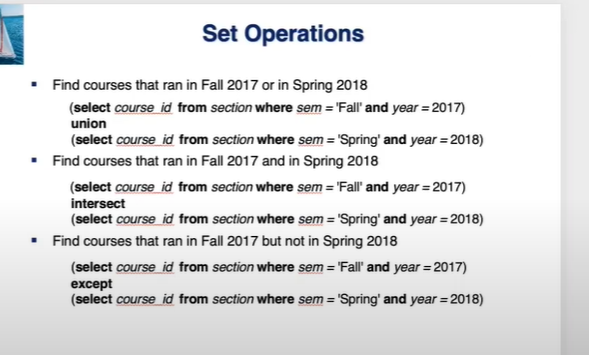 Set Operations
▪ Find courses that ran in Fall 2017 or in Spring 2018
(select course_id from section where sem = 'Fall' and year = 2017)
union
(select course_id from section where sem = 'Spring' and year = 2018)
▪ Find courses that ran in Fall 2017 and in Spring 2018
(select course_id from section where sem = 'Fall' and year = 2017)
intersect
(select course_id from section where sem = 'Spring' and year = 2018)
▪ Find courses that ran in Fall 2017 but not in Spring 2018
(select course_id from section where sem = 'Fall' and year = 2017)
except
(select course_id from section where sem = 'Spring' and year = 2018)